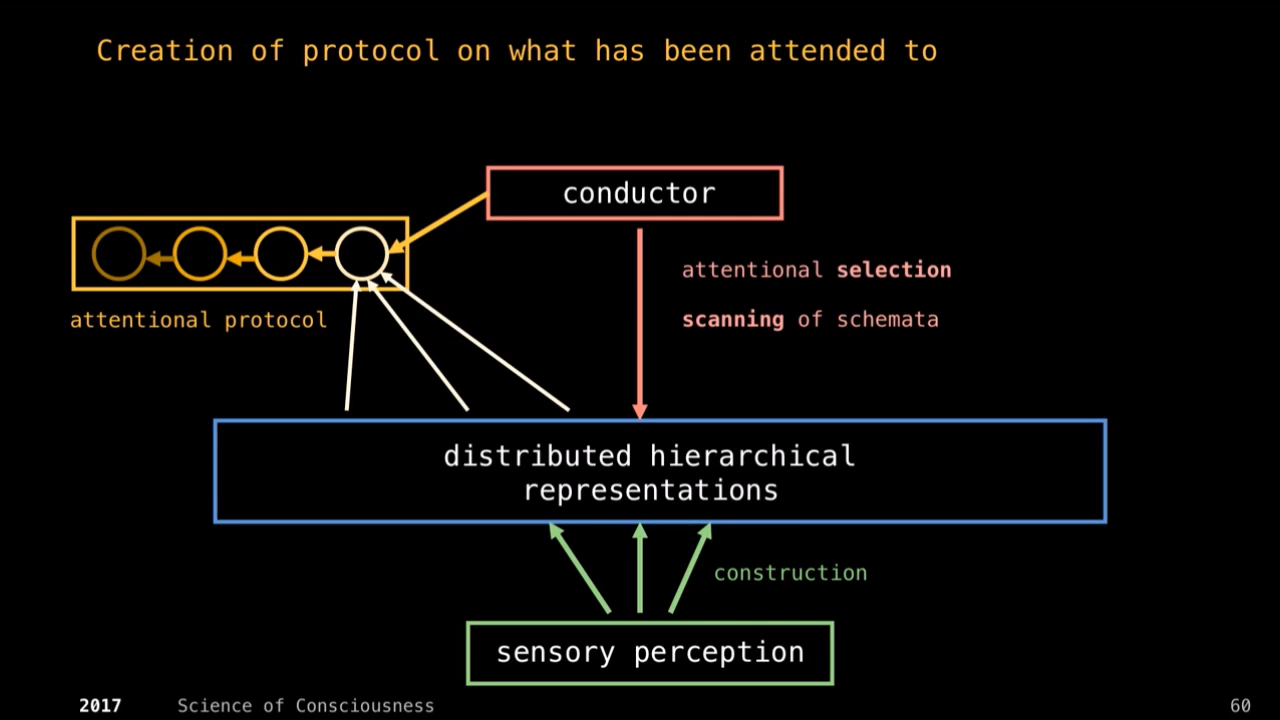 Creation of protocol on what has been attended to
conductor
attentional selection
scanning of schemata
attentional protocol
distributed hierarchical
representations
construction
sensory perception
2017 Science of Consciousness 60